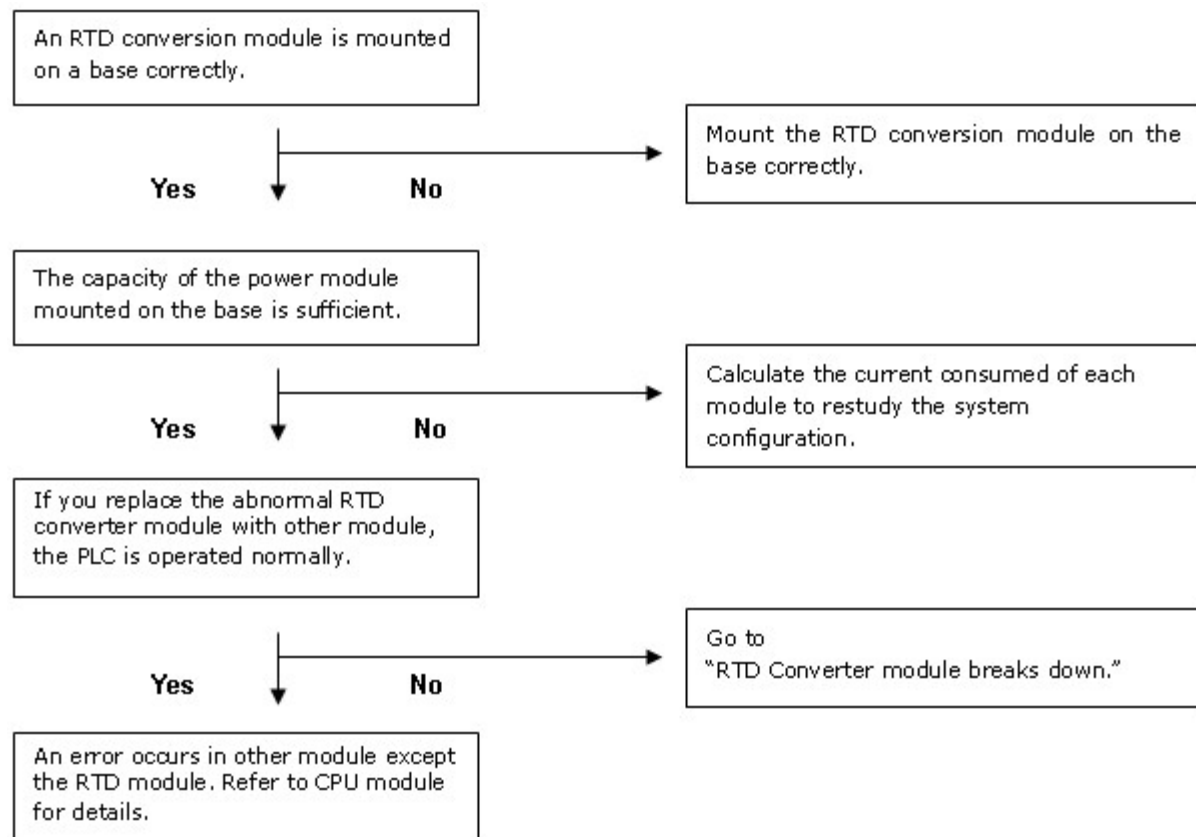 An RTD conversion module is mounted
on a base correctly.
Mount the RTD conversion module on the
base correctly.
Yes
No
The capacity of the power module
mounted on the base is sufficient.
Calculate the current consumed of each
module to restudy the system
configuration.
Yes
No
If you replace the abnormal RTD
converter module with other module,
the PLC is operated normally.
Go to
“RTD Converter module breaks down.”
Yes
No
An error occurs in other module except
the RTD module. Refer to CPU module
for details.